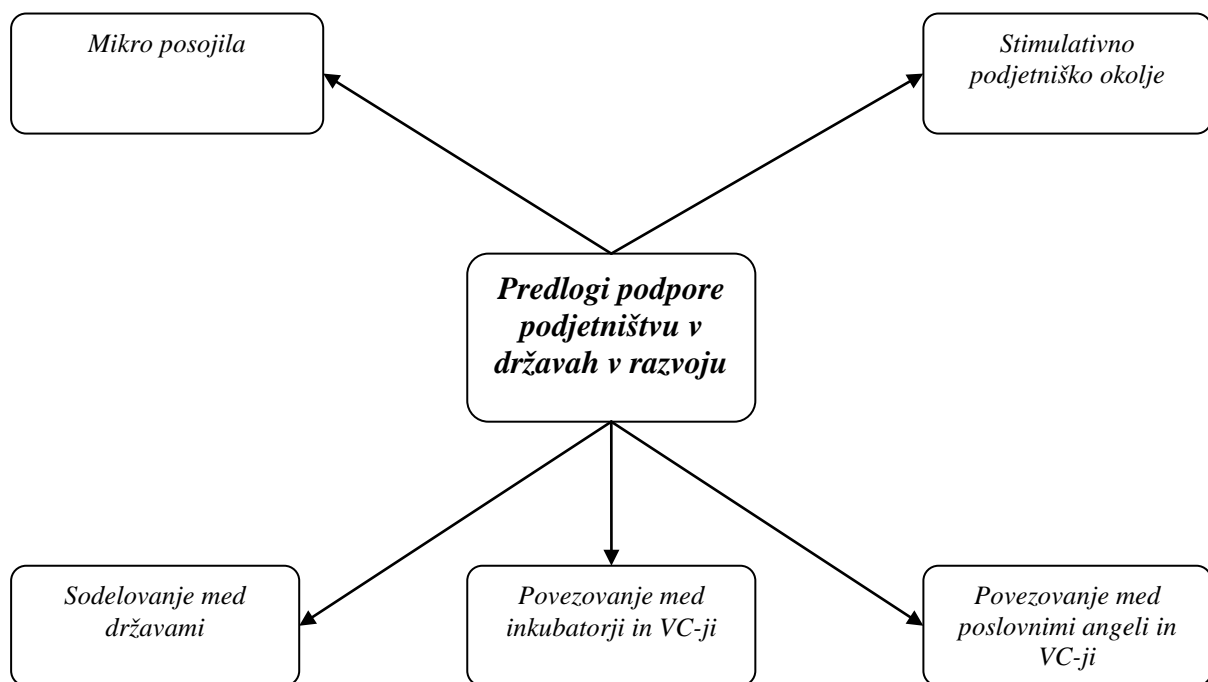 Mikro posojila
Stimulativno
podjetniško okolje
Predlogi podpore
podjetništvu v
državah v razvoju
Sodelovanje med
državami
Povezovanje med
inkubatorji in VC-ji
Povezovanje med
poslovnimi angeli in
VC-ji